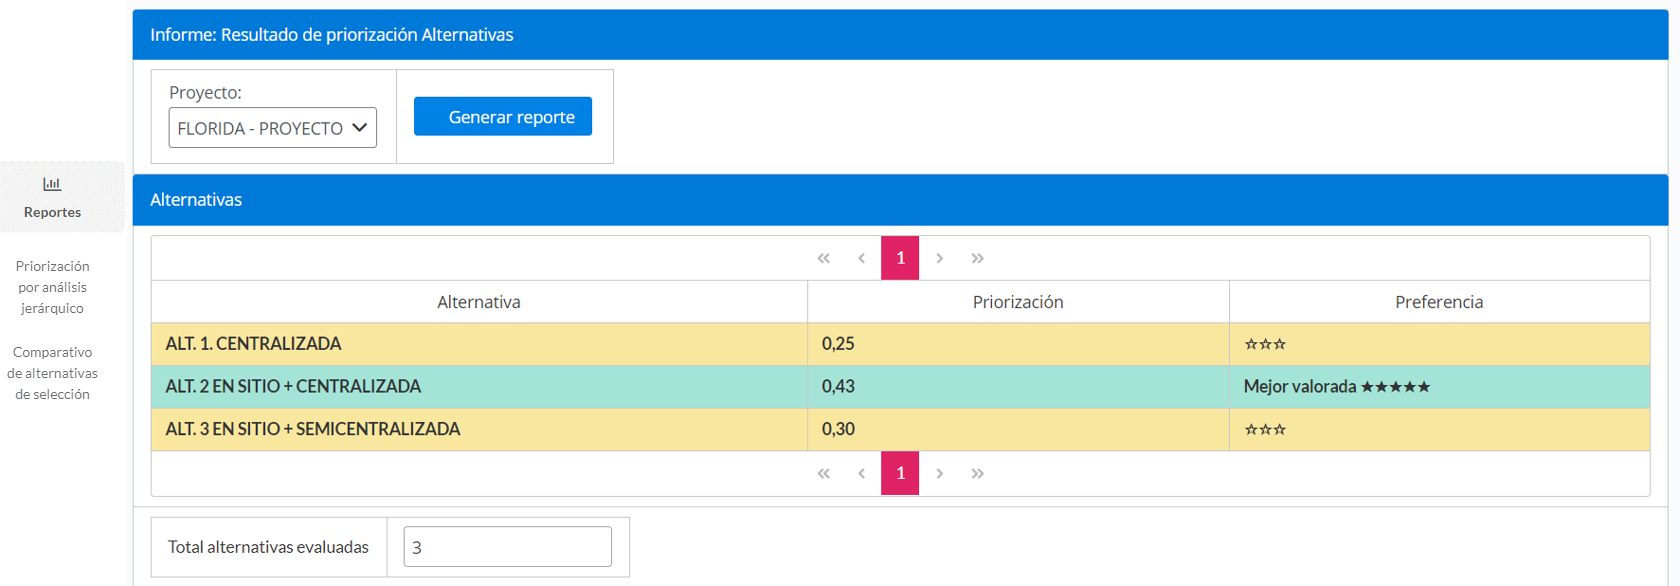 Informe: Resultado de priorización Alternativas
Proyecto:
FLORIDA - PROYECTO
Generar reporte
Reportes
Priorización
por análisis
jerárquico
Comparativo
de alternativas
de selección
Alternativas
« ‹ 1 › »
Alternativa Priorización Preferencia
ALT. 1. CENTRALIZADA 0,25 ☆☆☆
ALT. 2 EN SITIO + CENTRALIZADA 0,43 Mejor valorada ★★★★★
ALT. 3 EN SITIO + SEMICENTRALIZADA 0,30 ☆☆☆
« ‹ 1 › »
Total alternativas evaluadas 3